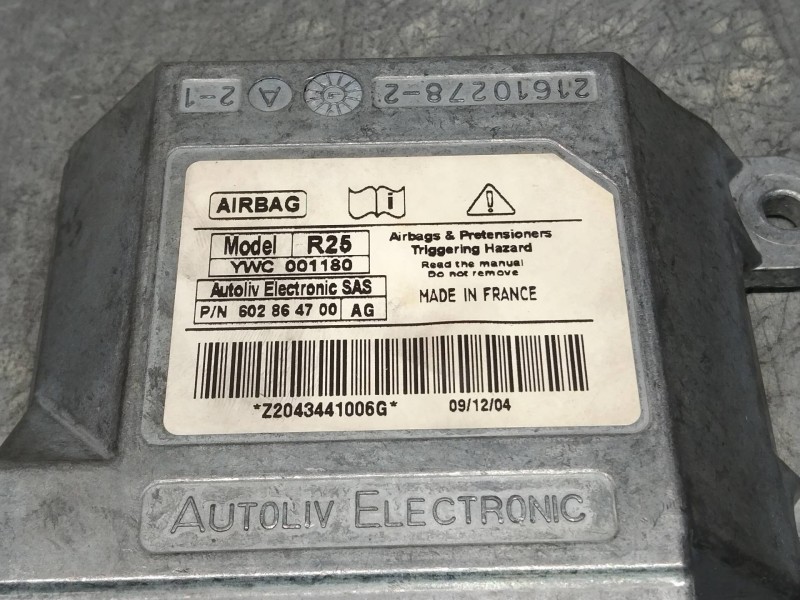 21610278-2 A 2-1
AIRBAG i !
Model R25
YWC 001180
Autoliv Electronic SAS
P/N 602 86 47 00 AG
Airbags & Pretensioners
Triggering Hazard
Read the manual
Do not remove
MADE IN FRANCE
*Z2043441006G* 09/12/04
AUTOLIV ELECTRONIC